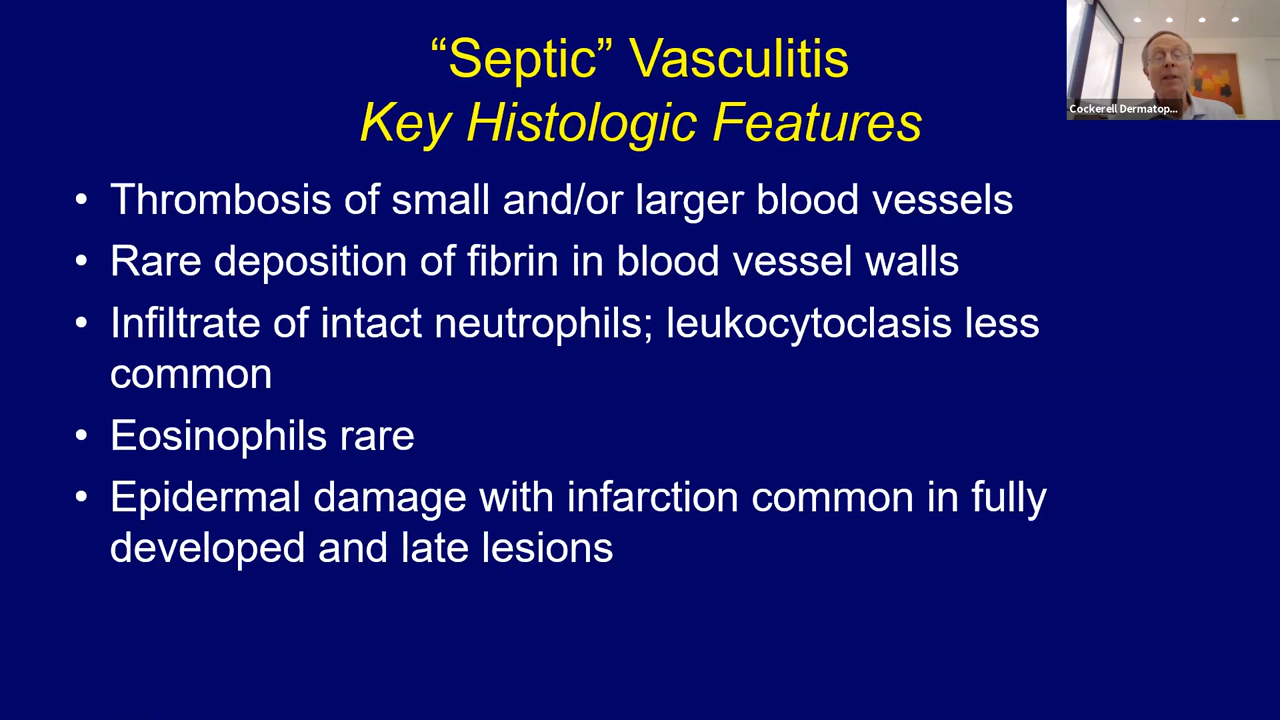 “Septic” Vasculitis
Key Histologic Features
Cockerell Dermatop...
• Thrombosis of small and/or larger blood vessels
• Rare deposition of fibrin in blood vessel walls
• Infiltrate of intact neutrophils; leukocytoclasis less
common
• Eosinophils rare
• Epidermal damage with infarction common in fully
developed and late lesions